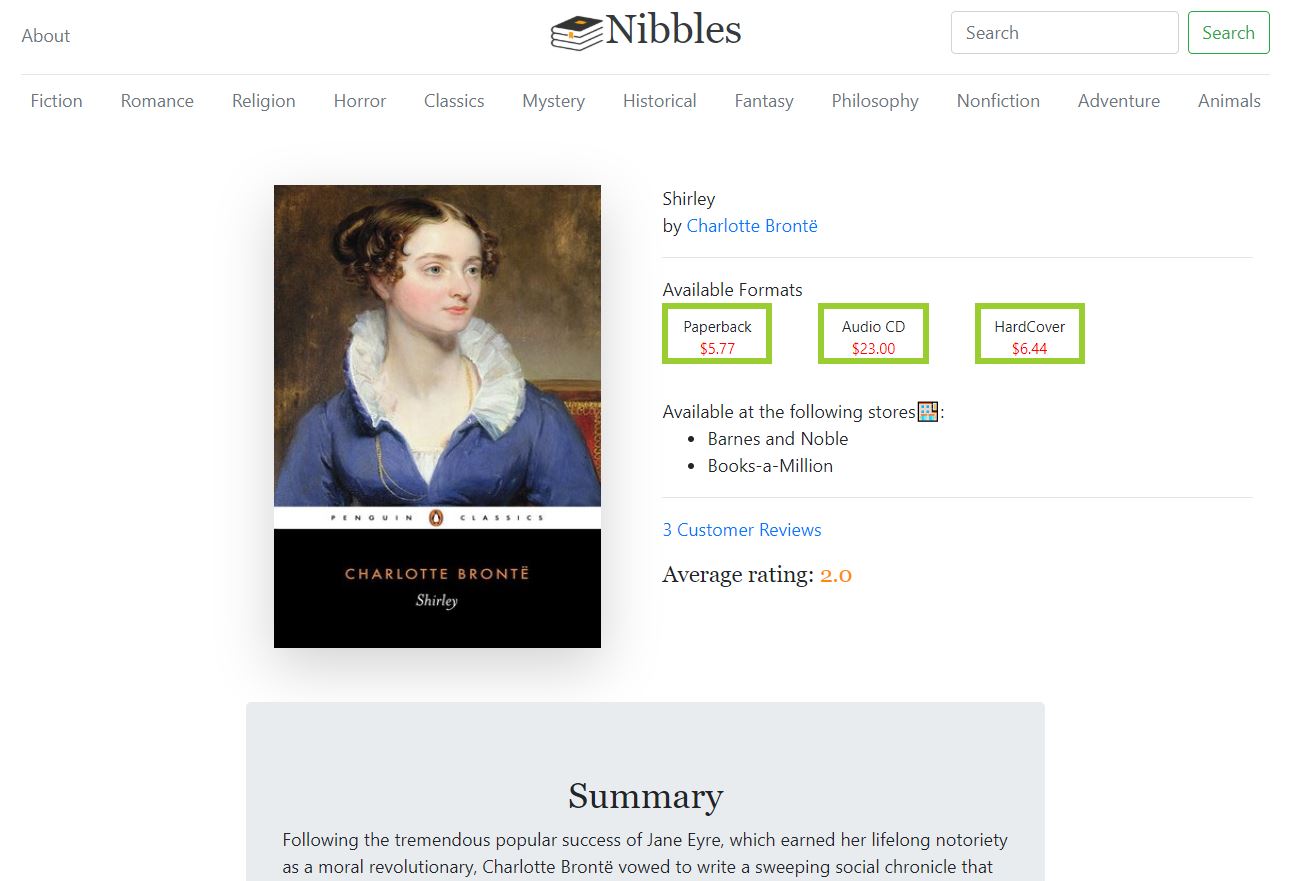 About
Nibbles
Search
Search
Fiction Romance Religion Horror Classics Mystery Historical Fantasy Philosophy Nonfiction Adventure Animals
PENGUIN CLASSICS
CHARLOTTE BRONTË
Shirley
Shirley
by Charlotte Brontë
Available Formats
Paperback
$5.77
Audio CD
$23.00
HardCover
$6.44
Available at the following stores🏪:
• Barnes and Noble
• Books-a-Million
3 Customer Reviews
Average rating: 2.0
Summary
Following the tremendous popular success of Jane Eyre, which earned her lifelong notoriety
as a moral revolutionary, Charlotte Brontë vowed to write a sweeping social chronicle that